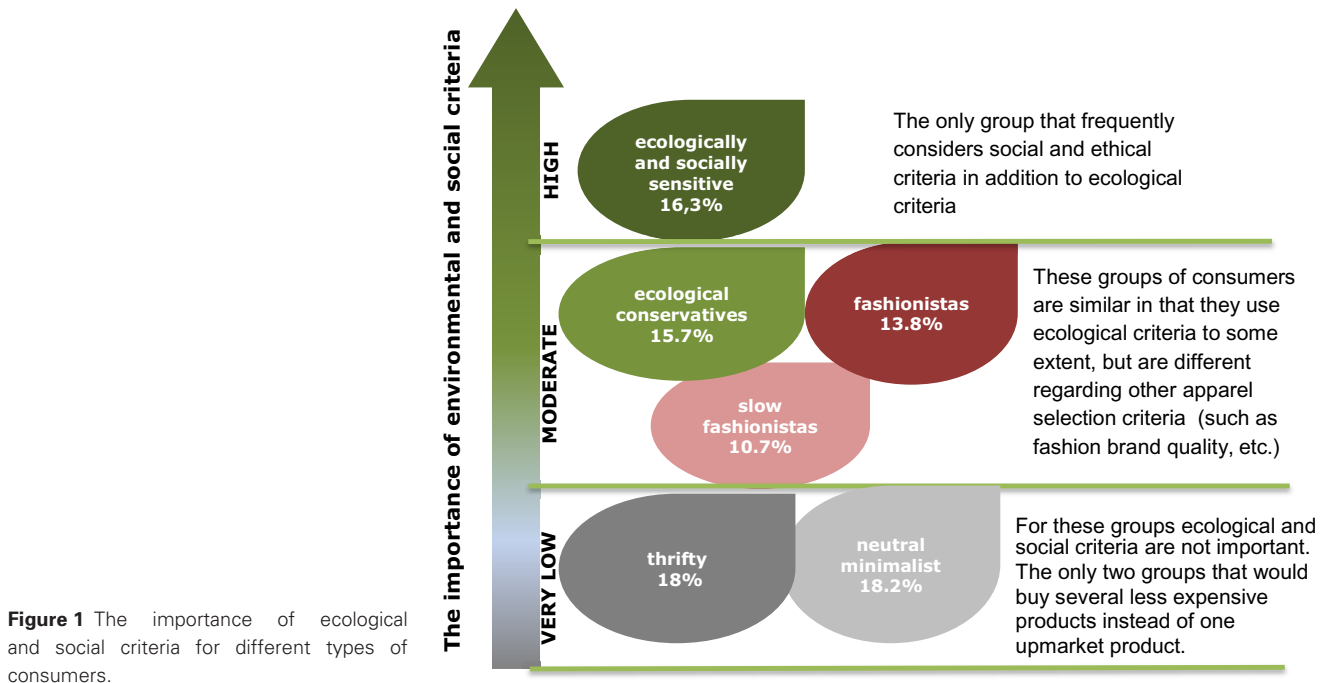 The importance of environmental and social criteria
HIGH
ecologically
and socially
sensitive
16,3%
The only group that frequently
considers social and ethical
criteria in addition to ecological
criteria
MODERATE
ecological
conservatives
15.7%
fashionistas
13.8%
slow
fashionistas
10.7%
These groups of consumers
are similar in that they use
ecological criteria to some
extent, but are different
regarding other apparel
selection criteria (such as
fashion brand quality, etc.)
VERY LOW
thrifty
18%
neutral
minimalist
18.2%
For these groups ecological and
social criteria are not important.
The only two groups that would
buy several less expensive
products instead of one
upmarket product.
Figure 1 The importance of ecological
and social criteria for different types of
consumers.